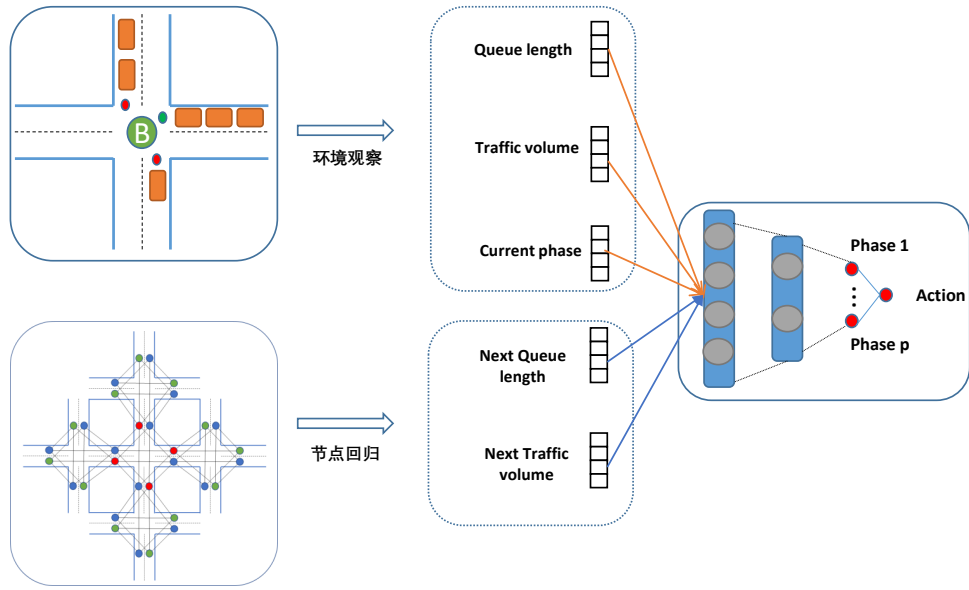 B
环境观察
Queue length
Traffic volume
Current phase
节点回归
Next Queue
length
Next Traffic
volume
Phase 1
Phase p
Action